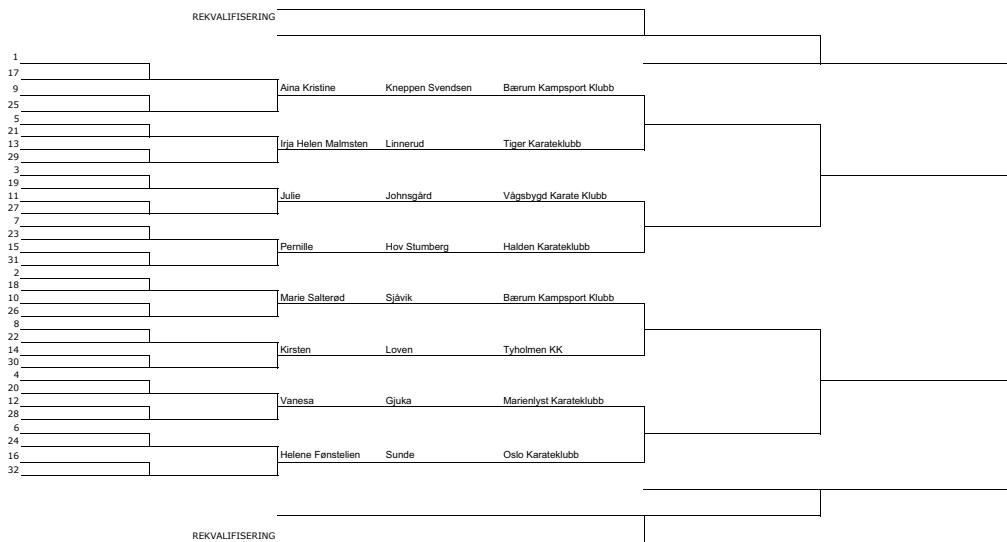 REKVALIFISERING
1
17
9 Aina Kristine Kneppen Svendsen Bærum Kampsport Klubb
25
5
21
13 Irja Helen Malmsten Linnerud Tiger Karateklubb
29
3
19
11 Julie Johnsgård Vågsbygd Karate Klubb
27
7
23
15 Pernille Hov Stumberg Halden Karateklubb
31
2
18
10 Marie Salterød Sjåvik Bærum Kampsport Klubb
26
8
22
14 Kirsten Loven Tyholmen KK
30
4
20
12 Vanesa Gjuka Marienlyst Karateklubb
28
6
24
16 Helene Fønstelien Sunde Oslo Karateklubb
32
REKVALIFISERING